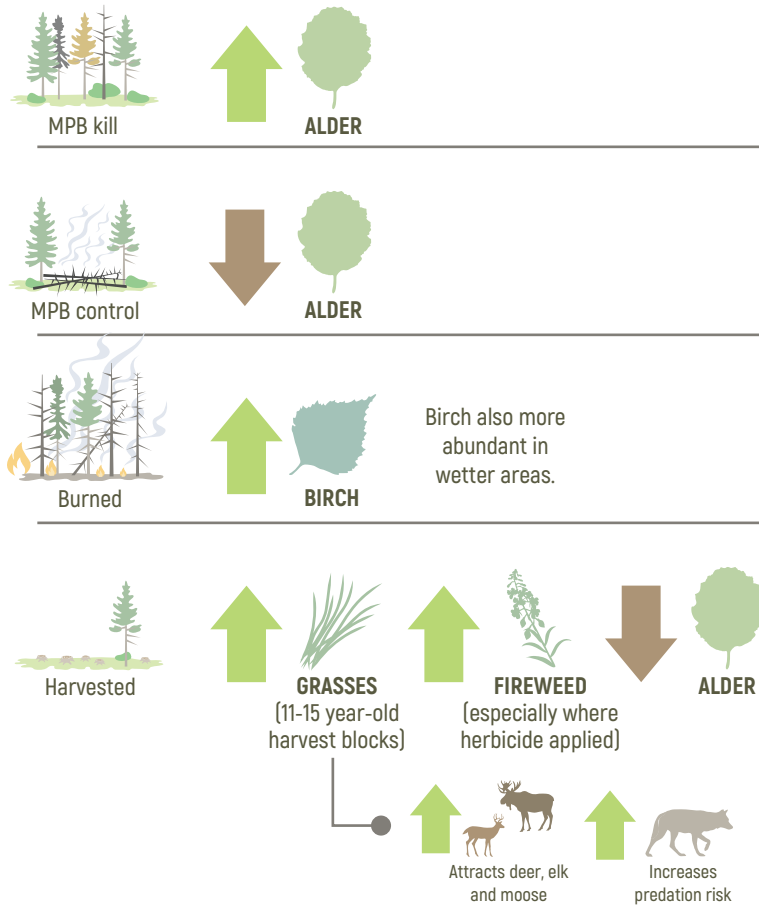 MPB kill
ALDER
MPB control
ALDER
Burned
BIRCH
Birch also more
abundant in
wetter areas.
Harvested
GRASSES
(11-15 year-old
harvest blocks)
FIREWEED
(especially where
herbicide applied)
ALDER
Attracts deer, elk
and moose
Increases
predation risk